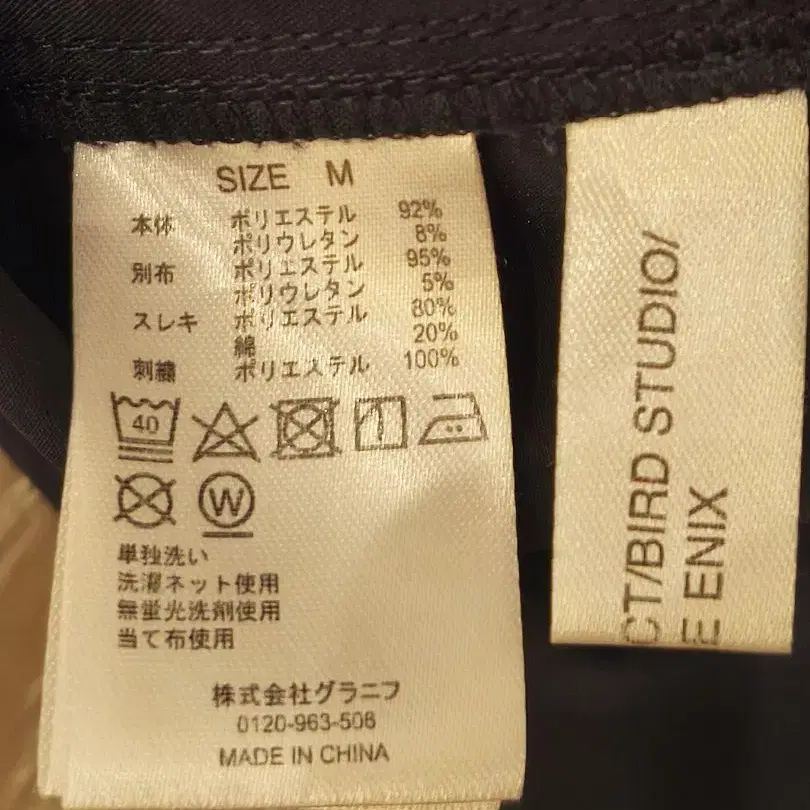 SIZE M
本体 ポリエステル 92%
ポリウレタン 8%
別布 ポリエステル 95%
ポリウレタン 5%
スレキ ポリエステル 80%
綿 20%
刺繍 ポリエステル 100%
40
W
単独洗い
洗濯ネット使用
無蛍光洗剤使用
当て布使用
株式会社グラニフ
0120-963-506
MADE IN CHINA
CT/BIRD STUDIO/
E ENIX